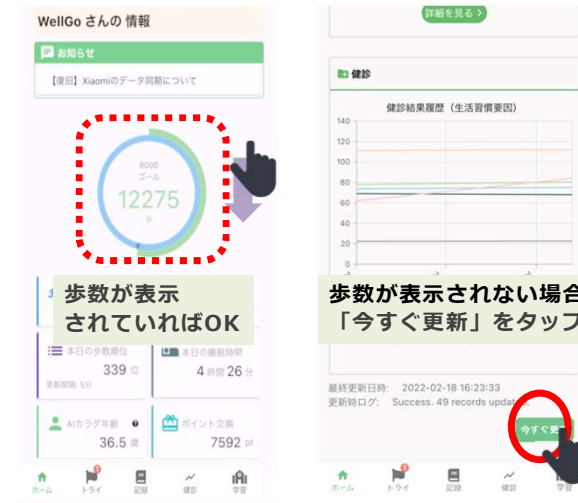 WellGo さんの 情報
お知らせ
【復旧】Xiaomiのデータ同期について
8000
ゴール
12275
歩
歩数が表示
されていればOK
本日の歩数順位
339 位
更新間隔: 5分
本日の睡眠時間
4 時間 26 分
AIカラダ年齢
36.5 歳
ポイント交換
7592 pt
ホーム
トライ
記録
健診
学習
詳細を見る >
健診
健診結果履歴（生活習慣要因）
140
120
100
80
60
40
20
0
歩数が表示されない場合
「今すぐ更新」をタップ
最終更新日時: 2022-02-18 16:23:33
更新時ログ: Success. 49 records updat
今すぐ更
ホーム
トライ
記録
健診
学習